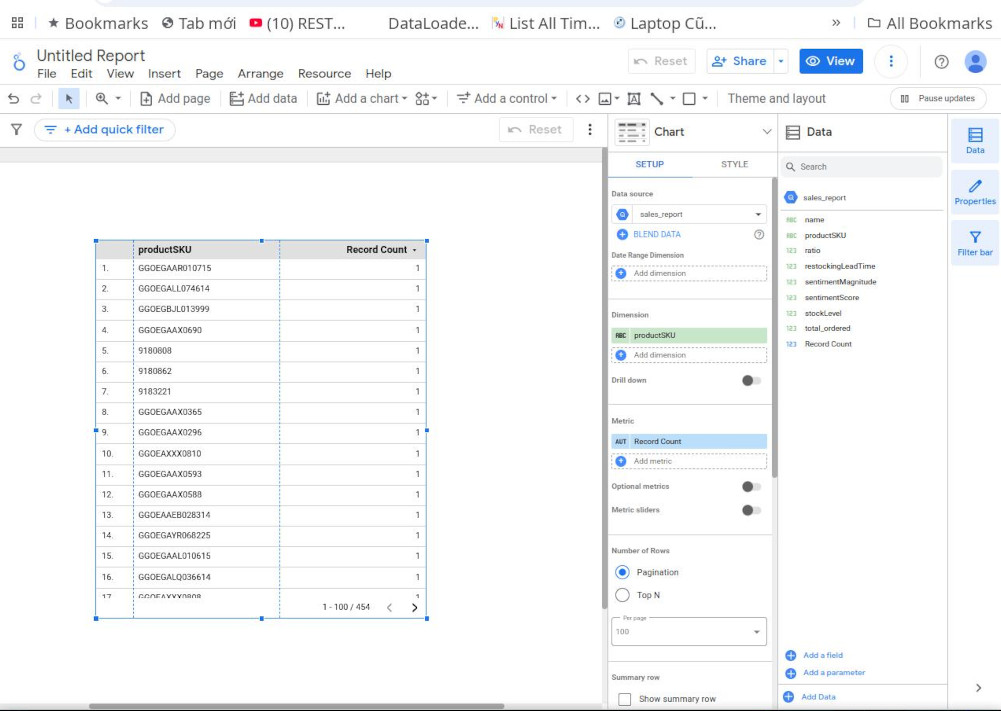 Bookmarks Tab mới (10) REST... DataLoade... List All Tim... Laptop Cũ... » All Bookmarks
Untitled Report
File Edit View Insert Page Arrange Resource Help
Reset Share View
Add page Add data Add a chart Add a control Theme and layout Pause updates
+ Add quick filter Reset
Chart
SETUP STYLE
Data source
sales_report
BLEND DATA
Date Range Dimension
Add dimension
Dimension
ABC productSKU
Add dimension
Drill down
Metric
AUT Record Count
Add metric
Optional metrics
Metric sliders
Number of Rows
Pagination
Top N
Per page
100
Summary row
Show summary row
Data
Search
sales_report
ABC name
ABC productSKU
123 ratio
123 restockingLeadTime
123 sentimentMagnitude
123 sentimentScore
123 stockLevel
123 total_ordered
123 Record Count
Add a field
Add a parameter
Add Data
Data
Properties
Filter bar
productSKU Record Count
1. GGOEGAAR010715 1
2. GGOEGALL074614 1
3. GGOEGBJL013999 1
4. GGOEGAAX0690 1
5. 9180808 1
6. 9180862 1
7. 9183221 1
8. GGOEGAAX0365 1
9. GGOEGAAX0296 1
10. GGOEAXXX0810 1
11. GGOEGAAX0593 1
12. GGOEGAAX0588 1
13. GGOEAAEB028314 1
14. GGOEGAYR068225 1
15. GGOEGAAL010615 1
16. GGOEGALQ036614 1
17. GGOEAXXX0808 1
1 - 100 / 454